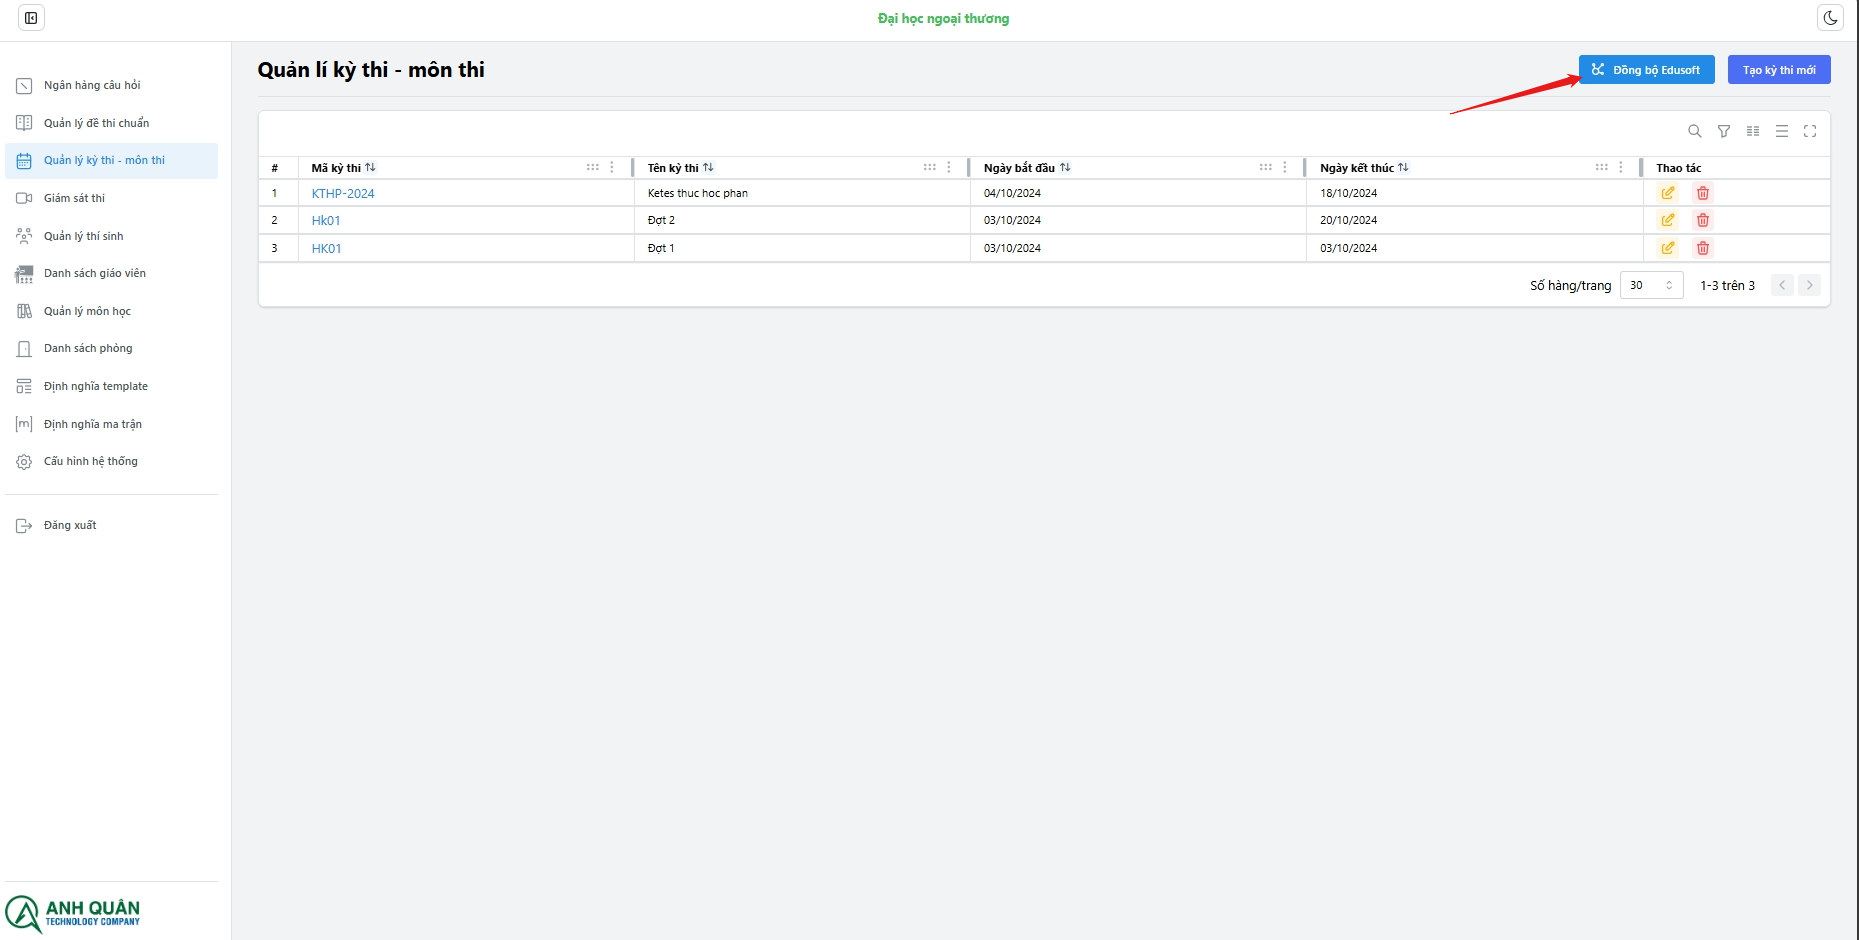 Đại học ngoại thương
Ngân hàng câu hỏi
Quản lý đề thi chuẩn
Quản lý kỳ thi - môn thi
Giám sát thi
Quản lý thí sinh
Danh sách giáo viên
Quản lý môn học
Danh sách phòng
Định nghĩa template
[m] Định nghĩa ma trận
Cấu hình hệ thống
Đăng xuất
ANH QUÂN
TECHNOLOGY COMPANY
Quản lí kỳ thi - môn thi
Đồng bộ Edusoft
Tạo kỳ thi mới
# Mã kỳ thi Tên kỳ thi Ngày bắt đầu Ngày kết thúc Thao tác
1 KTHP-2024 Ketes thuc hoc phan 04/10/2024 18/10/2024
2 Hk01 Đợt 2 03/10/2024 20/10/2024
3 HK01 Đợt 1 03/10/2024 03/10/2024
Số hàng/trang 30 1-3 trên 3